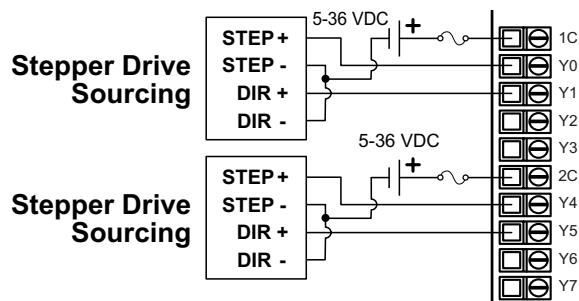 5-36 VDC
+
Stepper Drive
Sourcing
STEP +
STEP -
DIR +
DIR -
1C
Y0
Y1
Y2
Y3
5-36 VDC
+
Stepper Drive
Sourcing
STEP +
STEP -
DIR +
DIR -
2C
Y4
Y5
Y6
Y7